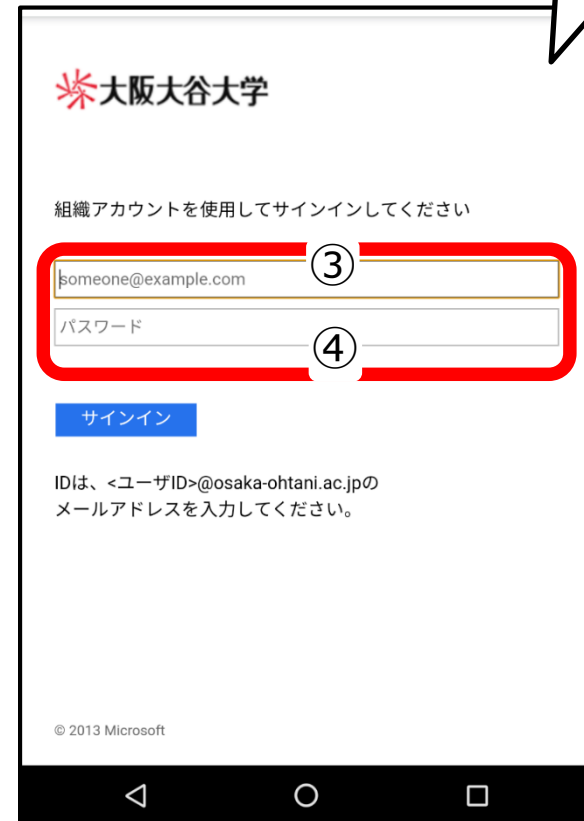 大阪大谷大学
組織アカウントを使用してサインインしてください
③
someone@example.com
パスワード
④
サインイン
IDは、<ユーザID>@osaka-ohtani.ac.jpの
メールアドレスを入力してください。
© 2013 Microsoft